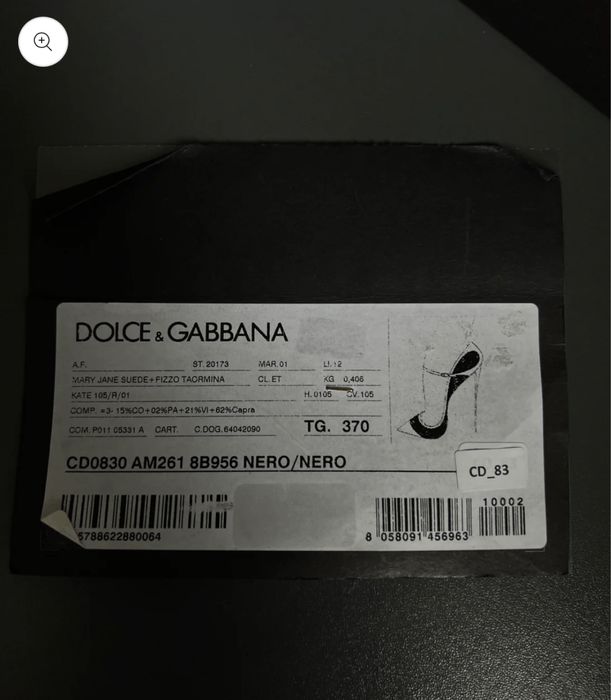 DOLCE & GABBANA
A.F. ST. 20173 MAR. 01 LI. 12
MARY JANE SUEDE+PIZZO TAORMINA CL. ET KG 0,406
KATE 105/R/01 H. 0105 SV. 105
COMP. =3- 15%CO+02%PA+21%VI+62%Capra
COM. P011 05331 A CART. C.DOG. 64042090 TG. 370
CD0830 AM261 8B956 NERO/NERO
CD_83
5788622880064
8 058091 456963
10002